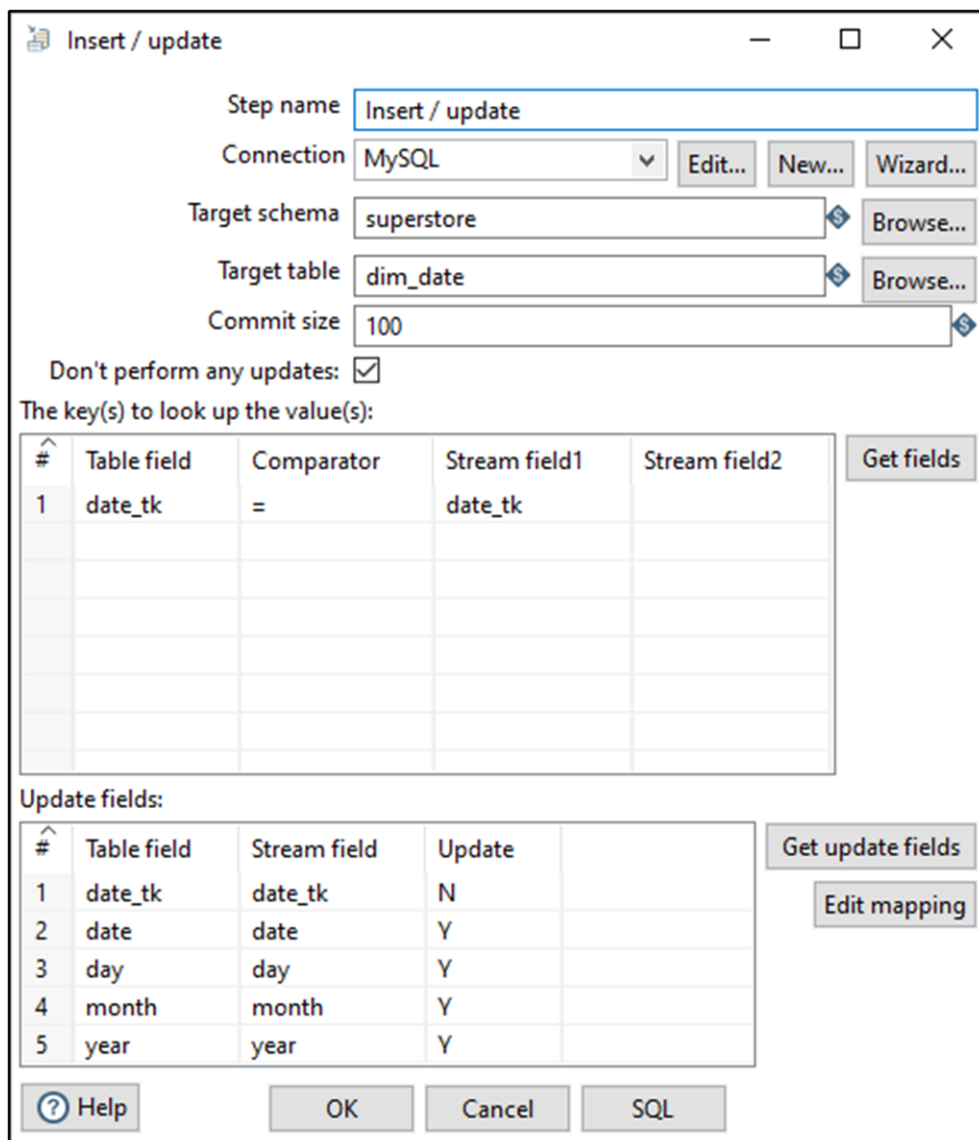 Insert / update
Step name Insert / update
Connection MySQL Edit... New... Wizard...
Target schema superstore Browse...
Target table dim_date Browse...
Commit size 100
Don't perform any updates:
The key(s) to look up the value(s):
# Table field Comparator Stream field1 Stream field2 Get fields
1 date_tk = date_tk
Update fields:
# Table field Stream field Update Get update fields
1 date_tk date_tk N Edit mapping
2 date date Y
3 day day Y
4 month month Y
5 year year Y
? Help OK Cancel SQL